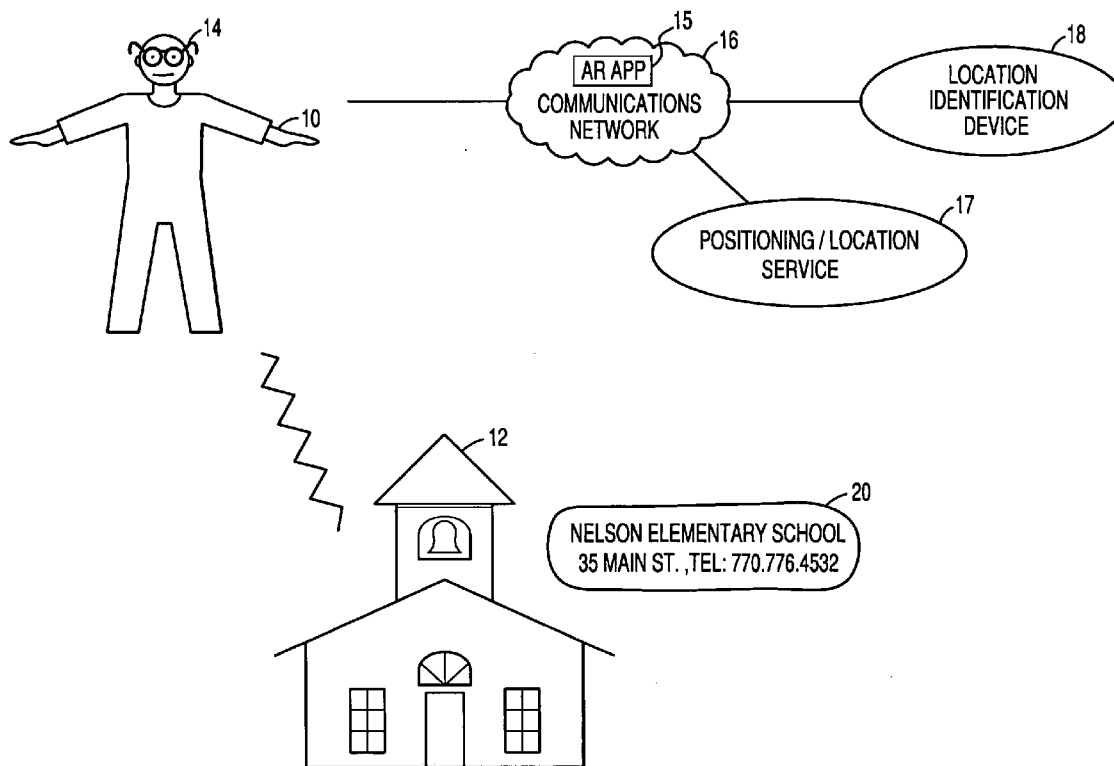 14
10
15
16
AR APP
COMMUNICATIONS
NETWORK
18
LOCATION
IDENTIFICATION
DEVICE
17
POSITIONING / LOCATION
SERVICE
12
20
NELSON ELEMENTARY SCHOOL
35 MAIN ST. ,TEL: 770.776.4532